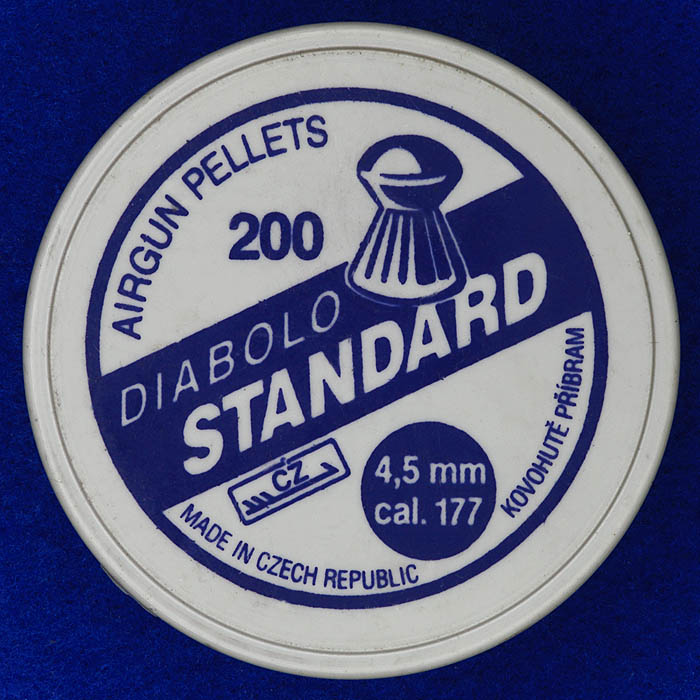 AIRGUN PELLETS
200
DIABOLO
STANDARD
ČZ
4,5 mm
cal. 177
KOVOHUTĚ PŘÍBRAM
MADE IN CZECH REPUBLIC